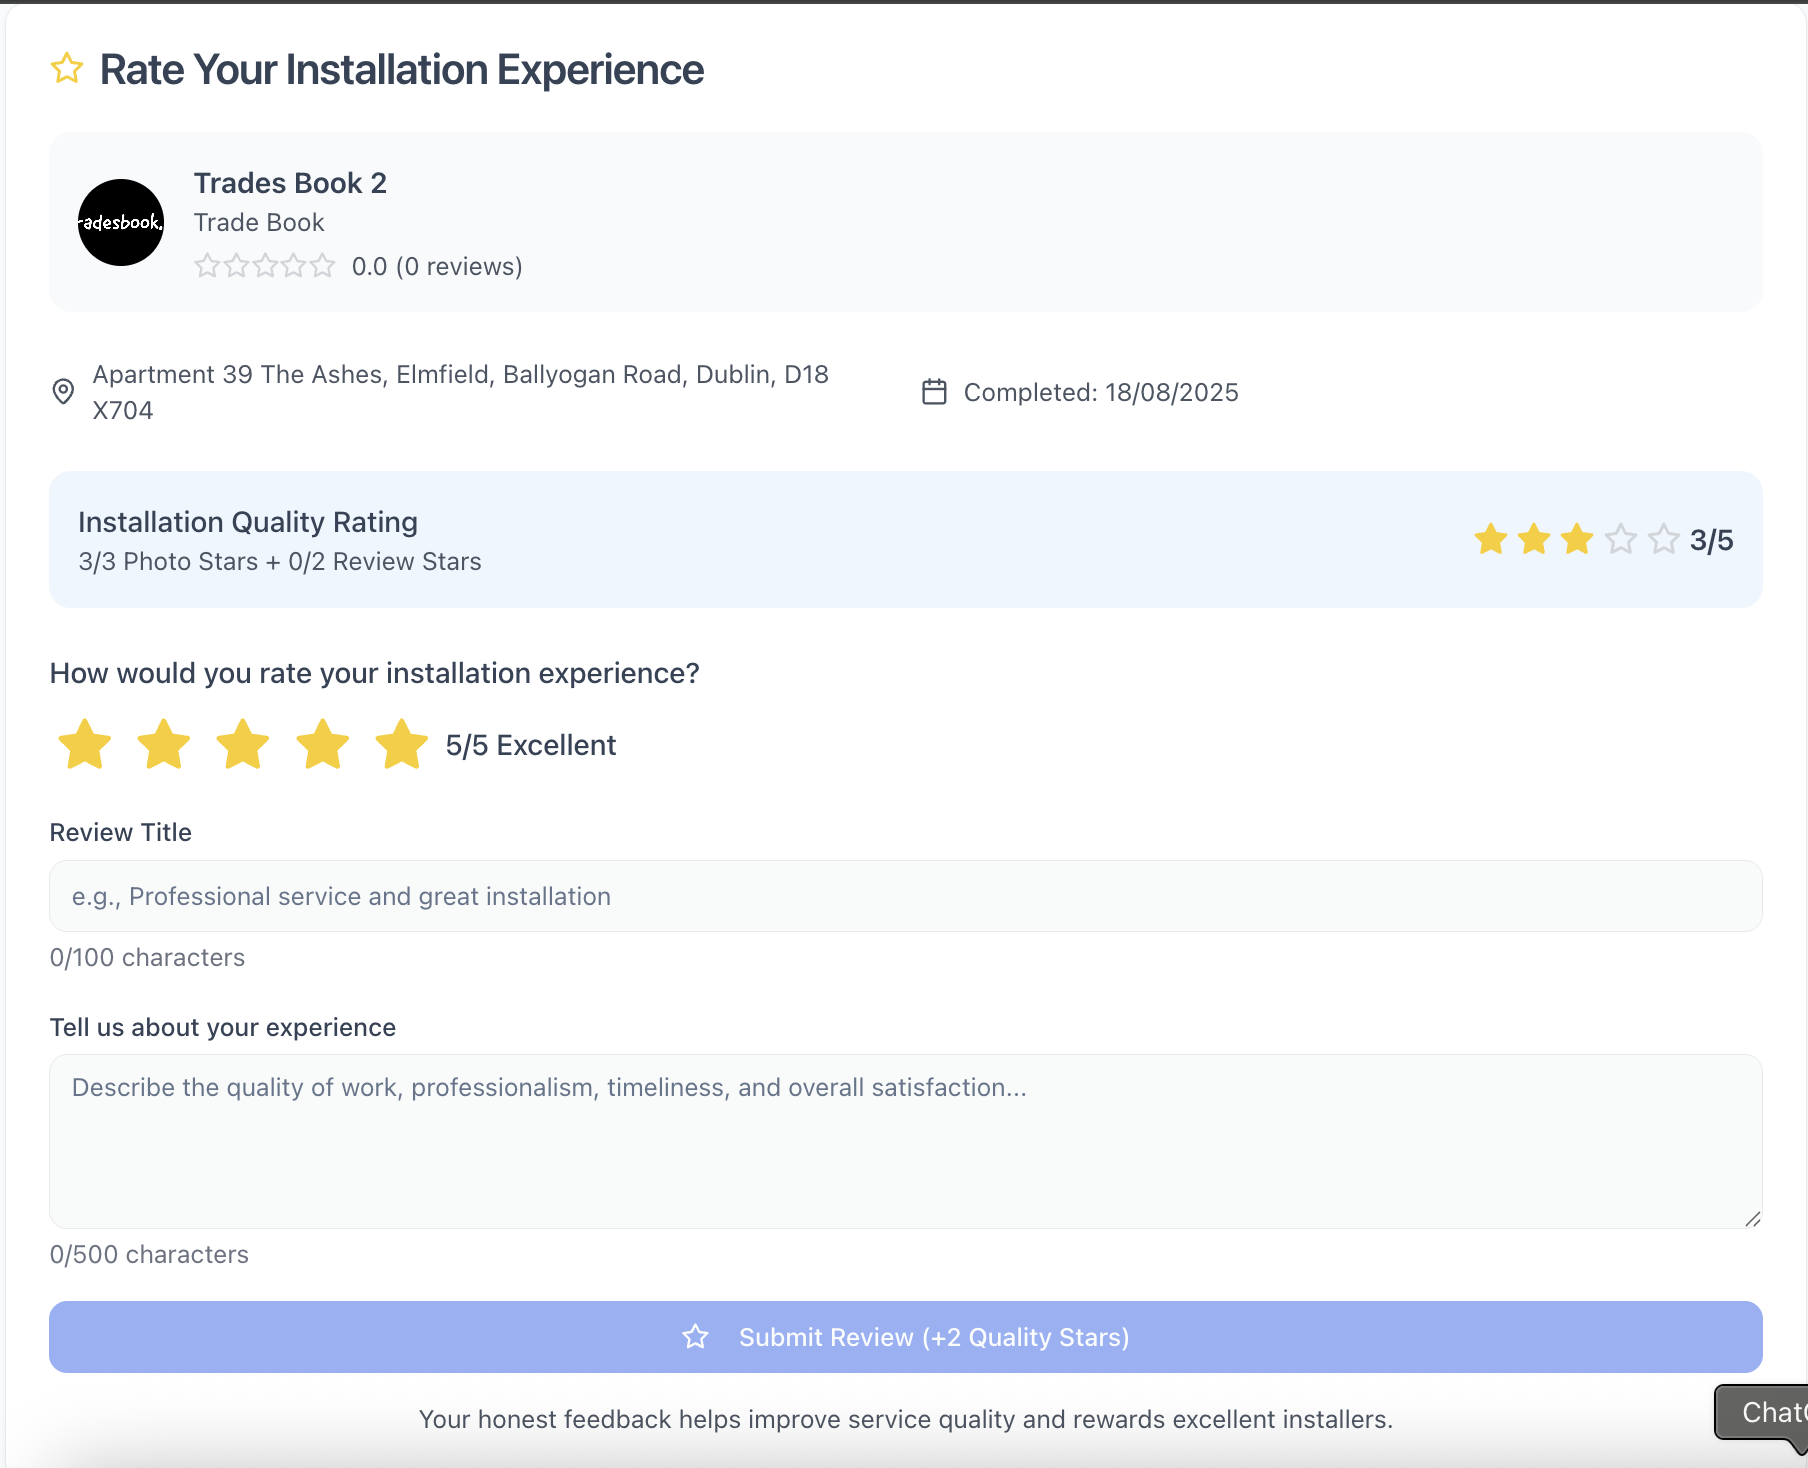 Rate Your Installation Experience
radesbook.
Trades Book 2
Trade Book
0.0 (0 reviews)
Apartment 39 The Ashes, Elmfield, Ballyogan Road, Dublin, D18
X704
Completed: 18/08/2025
Installation Quality Rating
3/3 Photo Stars + 0/2 Review Stars
3/5
How would you rate your installation experience?
5/5 Excellent
Review Title
e.g., Professional service and great installation
0/100 characters
Tell us about your experience
Describe the quality of work, professionalism, timeliness, and overall satisfaction...
0/500 characters
Submit Review (+2 Quality Stars)
Your honest feedback helps improve service quality and rewards excellent installers.
Chat